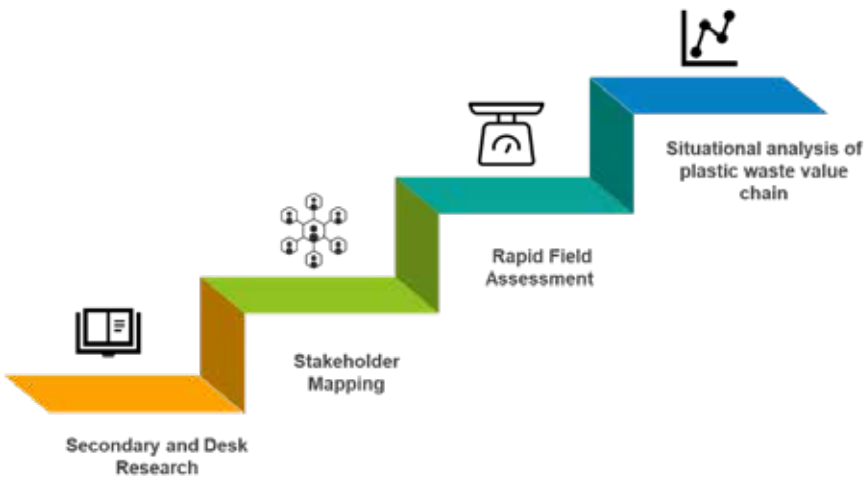 Situational analysis of
plastic waste value
chain
Rapid Field
Assessment
Stakeholder
Mapping
Secondary and Desk
Research